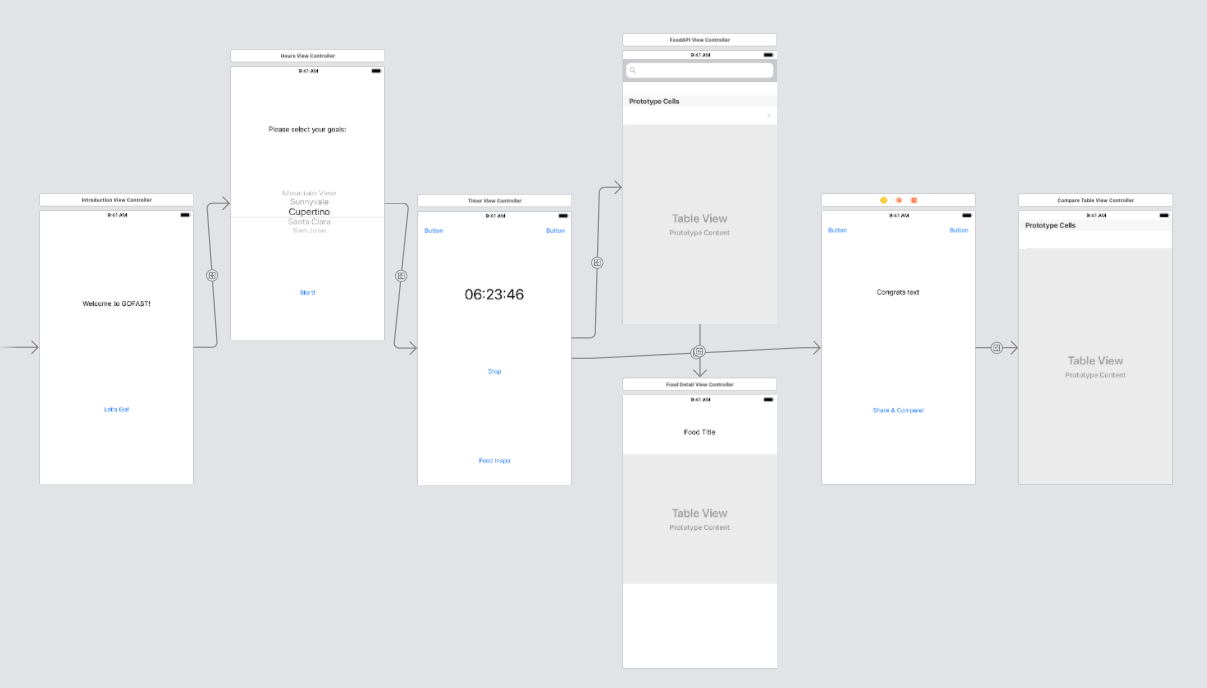 Introduction View Controller
9:41 AM
Welcome to GOFAST!
Let's Go!
Hours View Controller
9:41 AM
Please select your goals:
Mountain View
Sunnyvale
Cupertino
Santa Clara
San Jose
Start!
Timer View Controller
9:41 AM
Button Button
06:23:46
Stop
Food Inspo
FoodAPI View Controller
9:41 AM
Prototype Cells
Table View
Prototype Content
Food Detail View Controller
9:41 AM
Food Title
Table View
Prototype Content
9:41 AM
Button Button
Congrats text
Share & Compare!
Compare Table View Controller
9:41 AM
Prototype Cells
Table View
Prototype Content